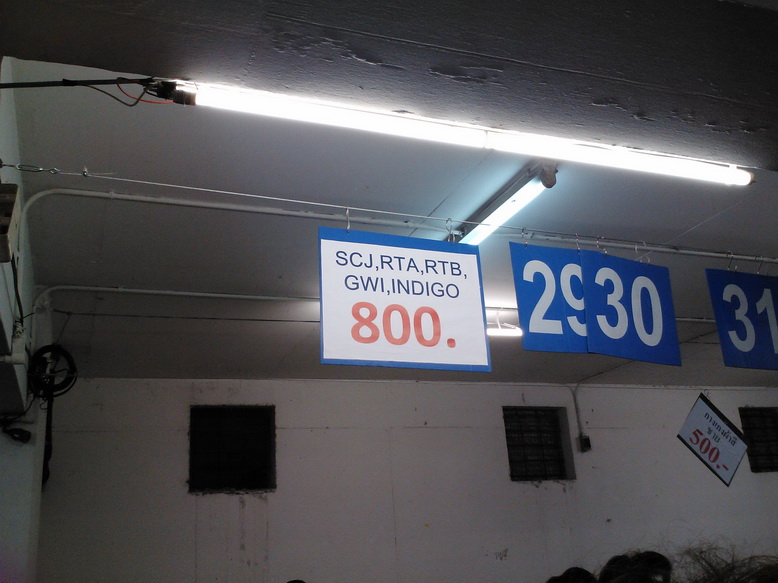 SCJ,RTA,RTB,
GWI,INDIGO
800.
29
30
31
500.-